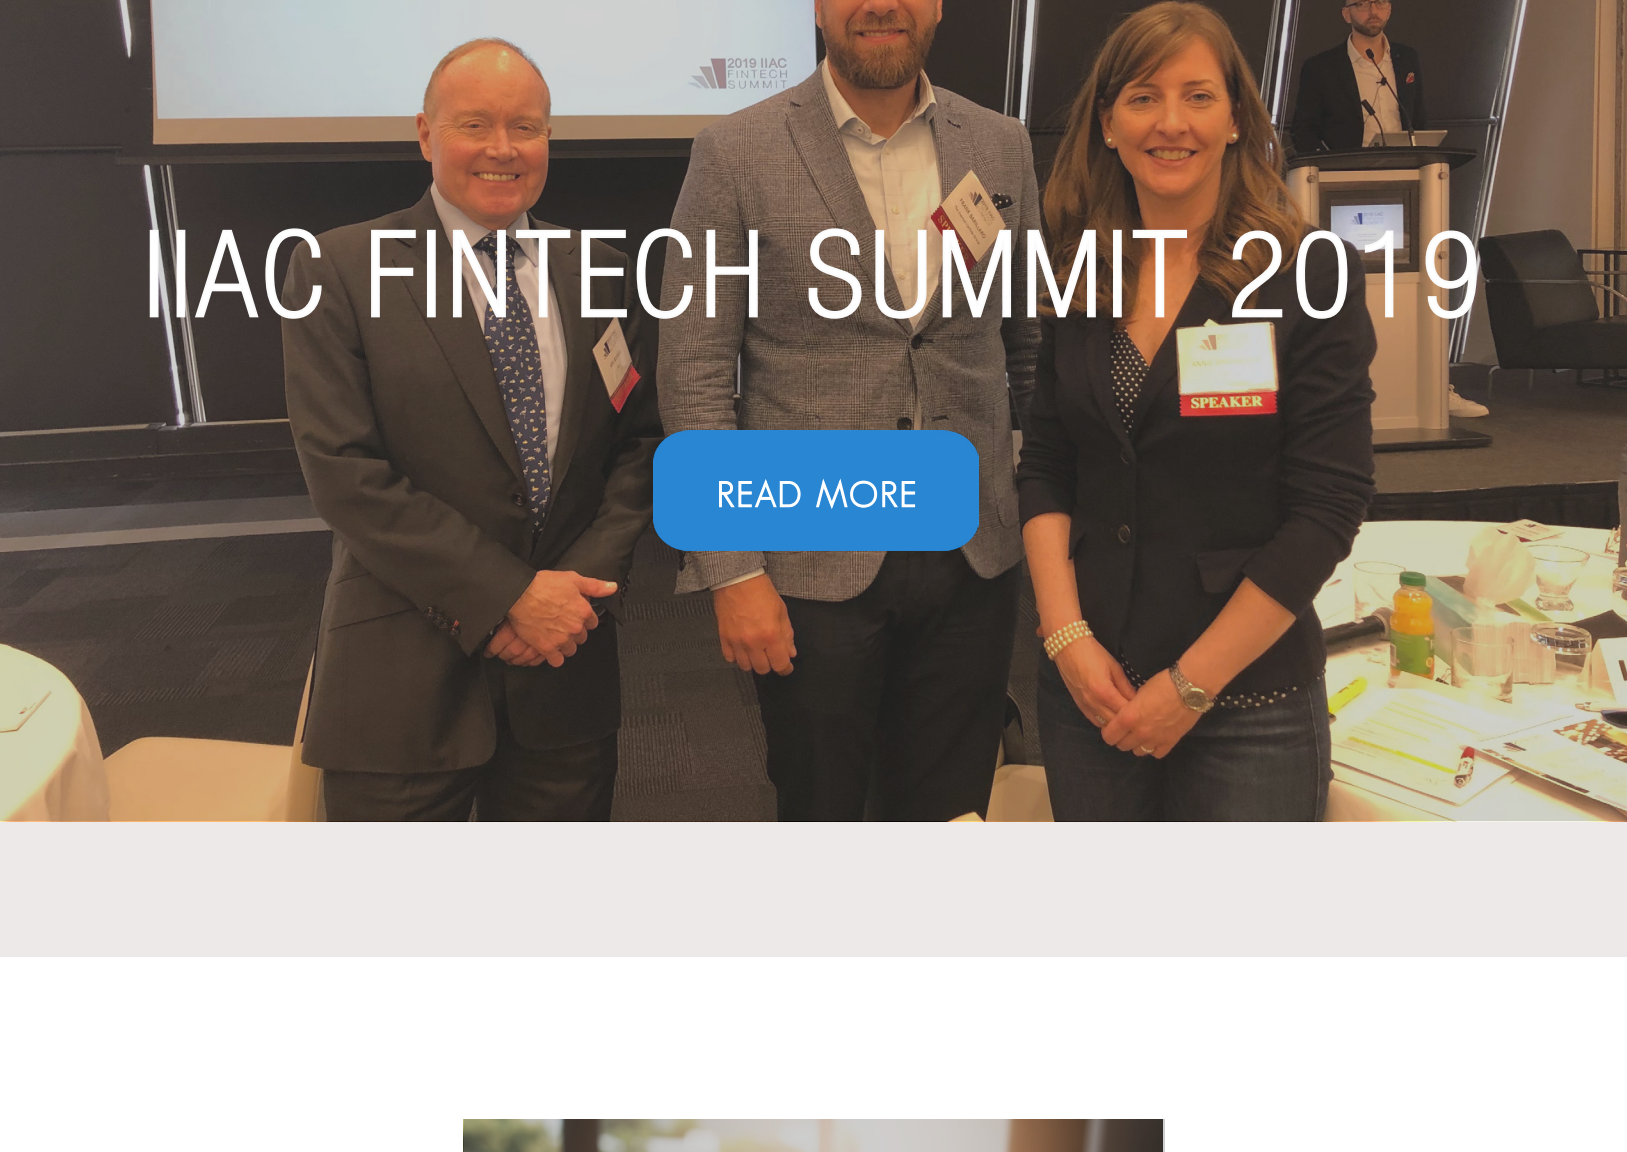 2019 IIAC
FINTECH
SUMMIT
IIAC FINTECH SUMMIT 2019
SPEAKER
READ MORE